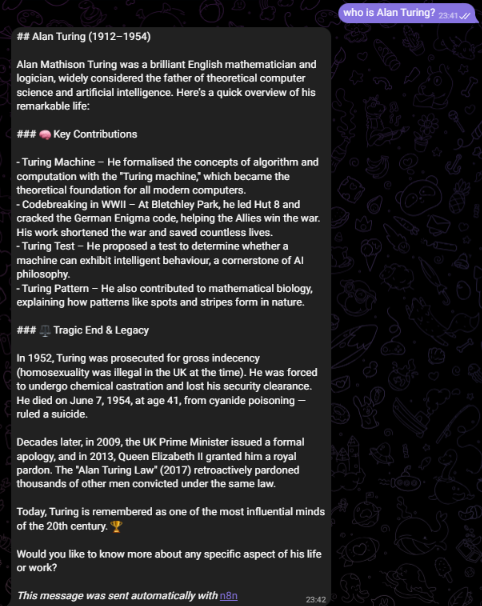 who is Alan Turing? 23:41
## Alan Turing (1912–1954)
Alan Mathison Turing was a brilliant English mathematician and
logician, widely considered the father of theoretical computer
science and artificial intelligence. Here's a quick overview of his
remarkable life:
### 🧠 Key Contributions
- Turing Machine – He formalised the concepts of algorithm and
computation with the "Turing machine," which became the
theoretical foundation for all modern computers.
- Codebreaking in WWII – At Bletchley Park, he led Hut 8 and
cracked the German Enigma code, helping the Allies win the war.
His work shortened the war and saved countless lives.
- Turing Test – He proposed a test to determine whether a
machine can exhibit intelligent behaviour, a cornerstone of AI
philosophy.
- Turing Pattern – He also contributed to mathematical biology,
explaining how patterns like spots and stripes form in nature.
### ⚖️ Tragic End & Legacy
In 1952, Turing was prosecuted for gross indecency
(homosexuality was illegal in the UK at the time). He was forced
to undergo chemical castration and lost his security clearance.
He died on June 7, 1954, at age 41, from cyanide poisoning —
ruled a suicide.
Decades later, in 2009, the UK Prime Minister issued a formal
apology, and in 2013, Queen Elizabeth II granted him a royal
pardon. The "Alan Turing Law" (2017) retroactively pardoned
thousands of other men convicted under the same law.
Today, Turing is remembered as one of the most influential minds
of the 20th century. 🏆
Would you like to know more about any specific aspect of his life
or work?
This message was sent automatically with n8n
23:42